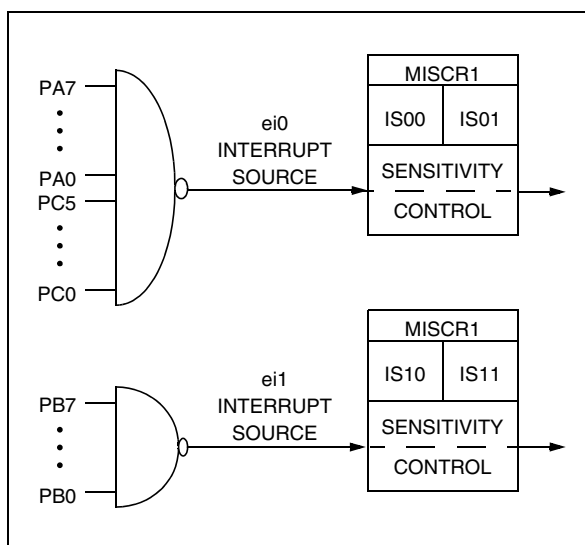 PA7
PA0
PC5
PC0
ei0
INTERRUPT
SOURCE
MISCR1
IS00 IS01
SENSITIVITY
CONTROL
PB7
PB0
ei1
INTERRUPT
SOURCE
MISCR1
IS10 IS11
SENSITIVITY
CONTROL